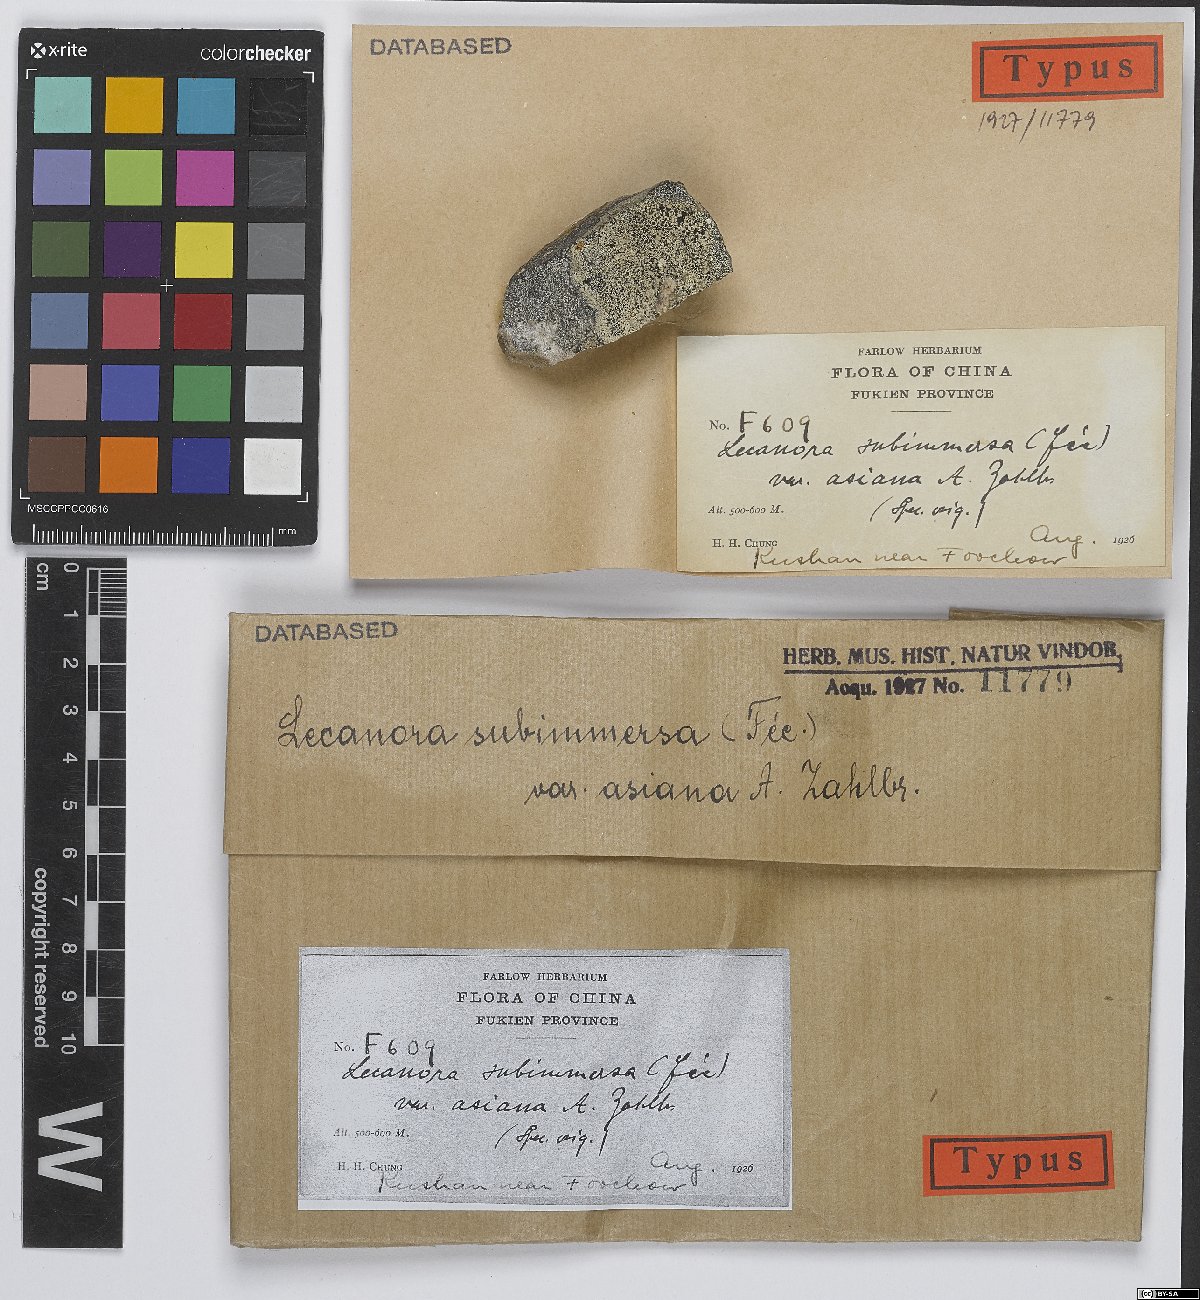 x-rite
colorchecker
MSCCPPCC0616
mm
DATABASED
Typus
1927/11779
FARLOW HERBARIUM
FLORA OF CHINA
FUKIEN PROVINCE
No. F609
Lecanora subimmersa (Fée)
var. asiana A. Zahlbr
Alt. 500-600 M.
(Spec. orig.)
H. H. CHUNG
Aug. 1926
Kushan near Foochow
cm
0
1
2
3
4
5
6
7
8
9
10
copyright reserved
W
DATABASED
HERB. MUS. HIST. NATUR VINDOB.
Acqu. 1927 No. 11779
Lecanora subimmersa (Fée.)
var. asiana A. Zahlbr.
FARLOW HERBARIUM
FLORA OF CHINA
FUKIEN PROVINCE
No. F609
Lecanora subimmersa (Fée)
var. asiana A. Zahlbr
Alt. 500-600 M.
(Spec. orig.)
H. H. CHUNG
Aug. 1926
Kushan near Foochow
Typus
cc BY-SA